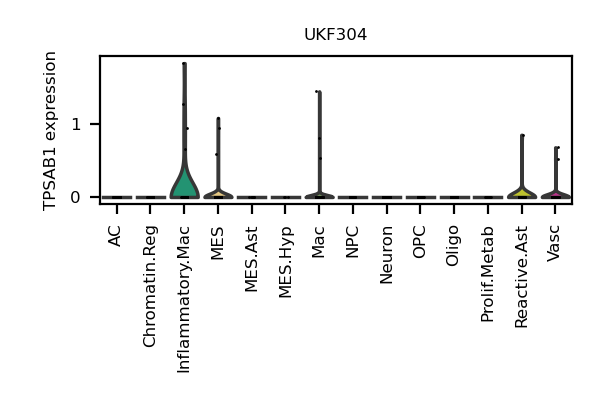 UKF304
TPSAB1 expression
1
0
AC
Chromatin.Reg
Inflammatory.Mac
MES
MES.Ast
MES.Hyp
Mac
NPC
Neuron
OPC
Oligo
Prolif.Metab
Reactive.Ast
Vasc